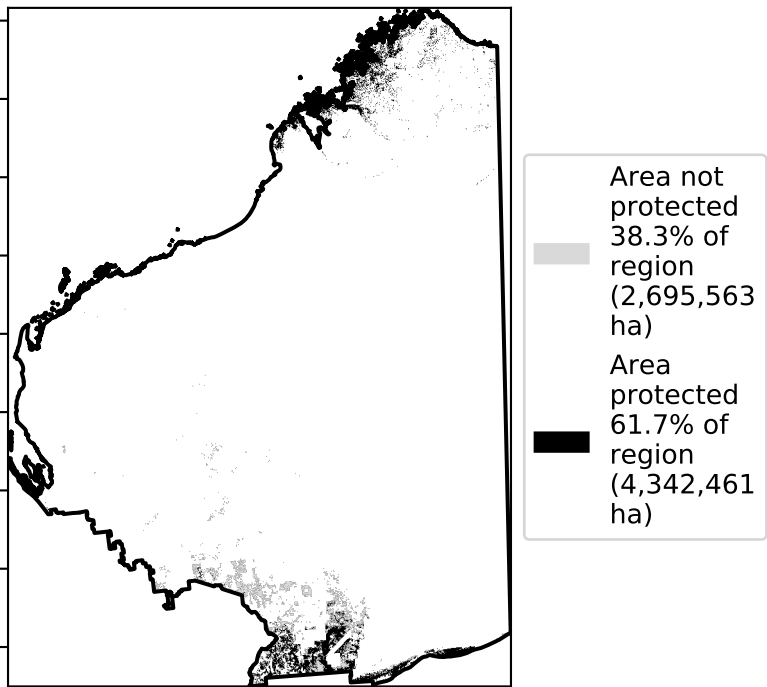 Area not
protected
38.3% of
region
(2,695,563
ha)
Area
protected
61.7% of
region
(4,342,461
ha)